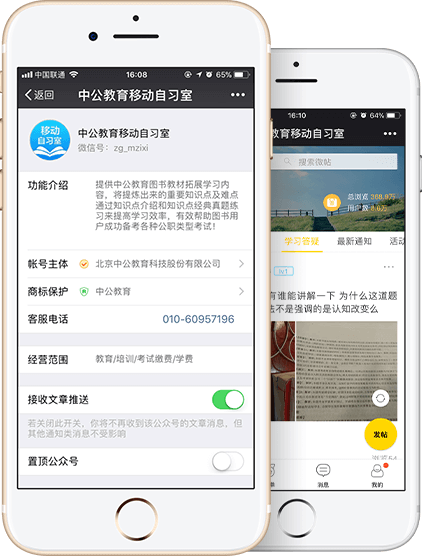 中国联通
16:08
65%
返回
中公教育移动自习室
移动
自习室
中公教育移动自习室
微信号：zg_mzixi
功能介绍
提供中公教育图书教材拓展学习内
容，将提炼出来的重要知识点及难点
通过知识点介绍和知识点经典真题练
习来提高学习效率，有效帮助图书用
户成功备考各种公职类型考试！
帐号主体
北京中公教育科技股份有限公司
商标保护
中公教育
客服电话
010-60957196
经营范围
教育/培训/考试缴费/学费
接收文章推送
若关闭此开关，你将不再收到该公众号的文章消息，但
其他通知类消息不受影响
置顶公众号
16:10
64%
教育移动自习室
搜索微帖
总浏览
用户数
学习答疑
最新通知
活动
lv1
有谁能讲解一下 为什么这道题
不是强调的是认知改变么
发帖
消息
我的